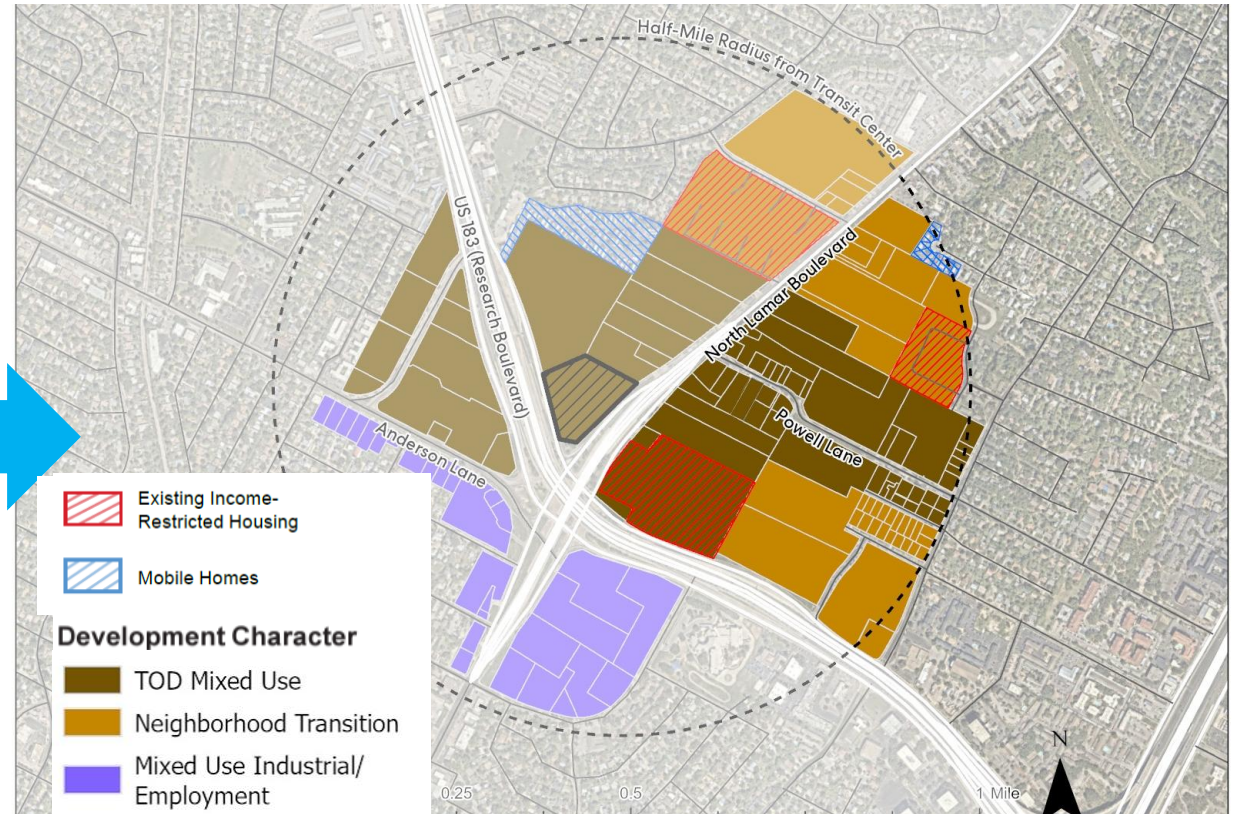 Half-Mile Radius from Transit Center
US 183 (Research Boulevard)
North Lamar Boulevard
Powell Lane
Anderson Lane
Existing Income-
Restricted Housing
Mobile Homes
Development Character
TOD Mixed Use
Neighborhood Transition
Mixed Use Industrial/
Employment
N
0.25
0.5
1 Mile